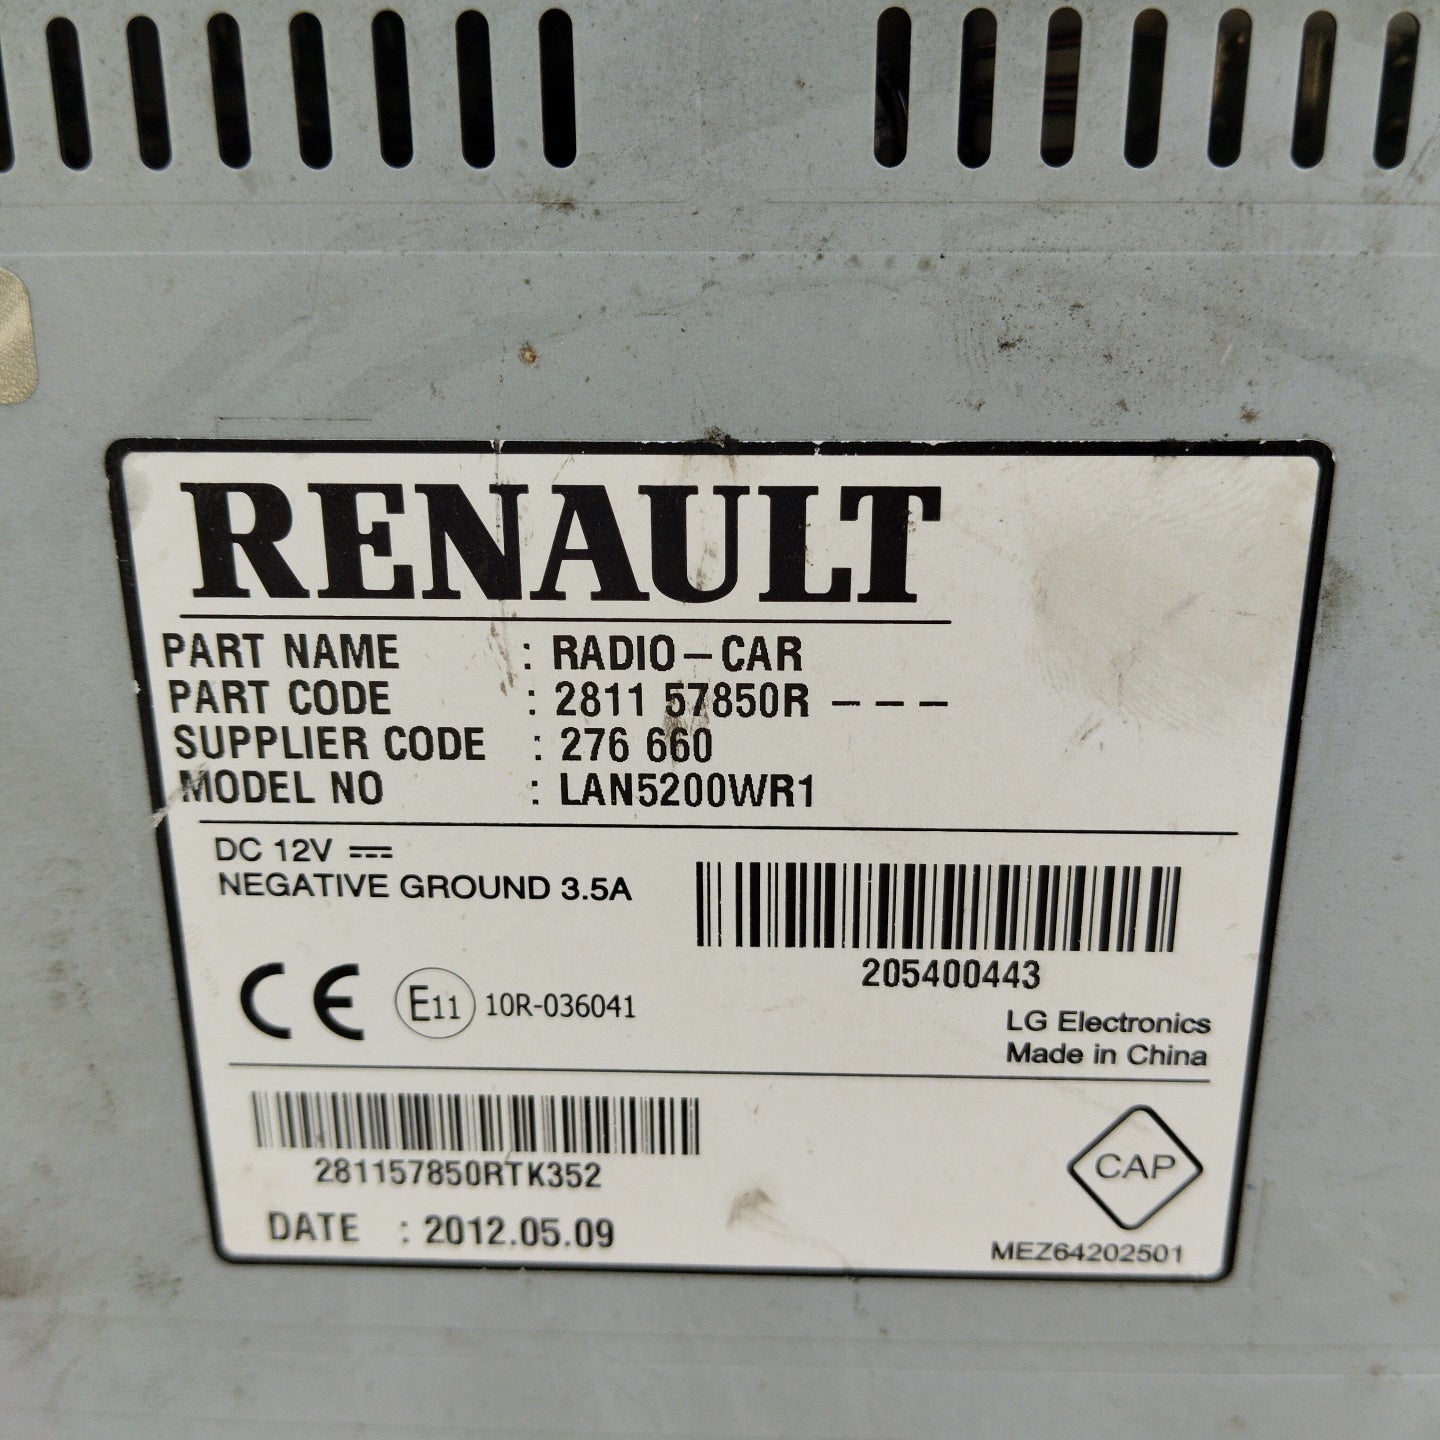 RENAULT
PART NAME : RADIO-CAR
PART CODE : 2811 57850R ---
SUPPLIER CODE : 276 660
MODEL NO : LAN5200WR1
DC 12V
NEGATIVE GROUND 3.5A
205400443
CE E11 10R-036041
LG Electronics
Made in China
281157850RTK352
DATE : 2012.05.09
CAP
MEZ64202501